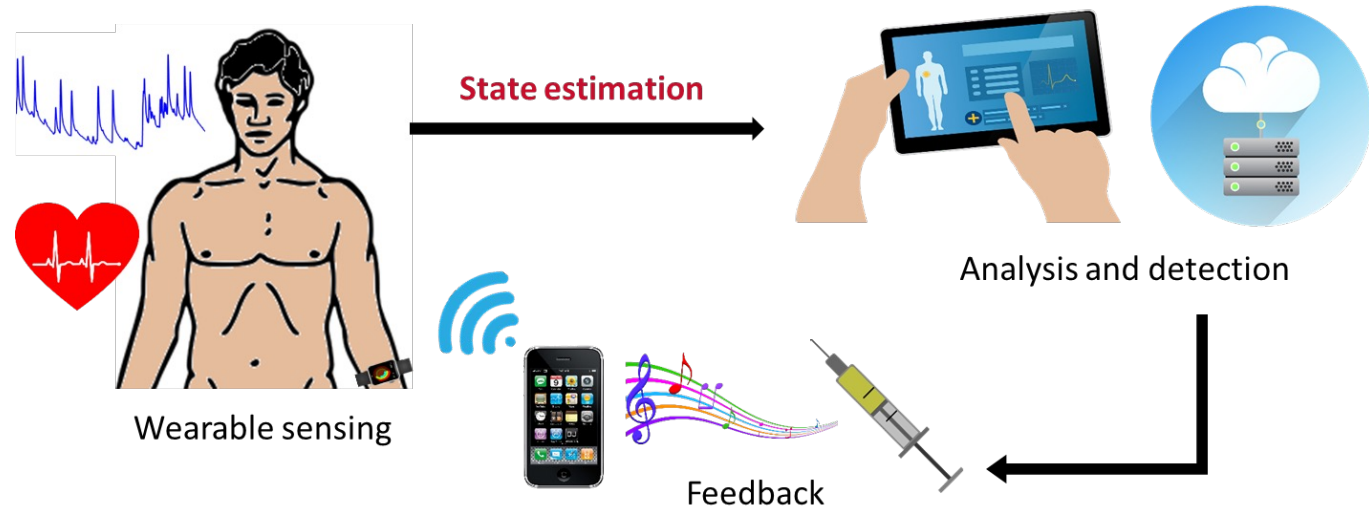 State estimation
Analysis and detection
Wearable sensing
Feedback